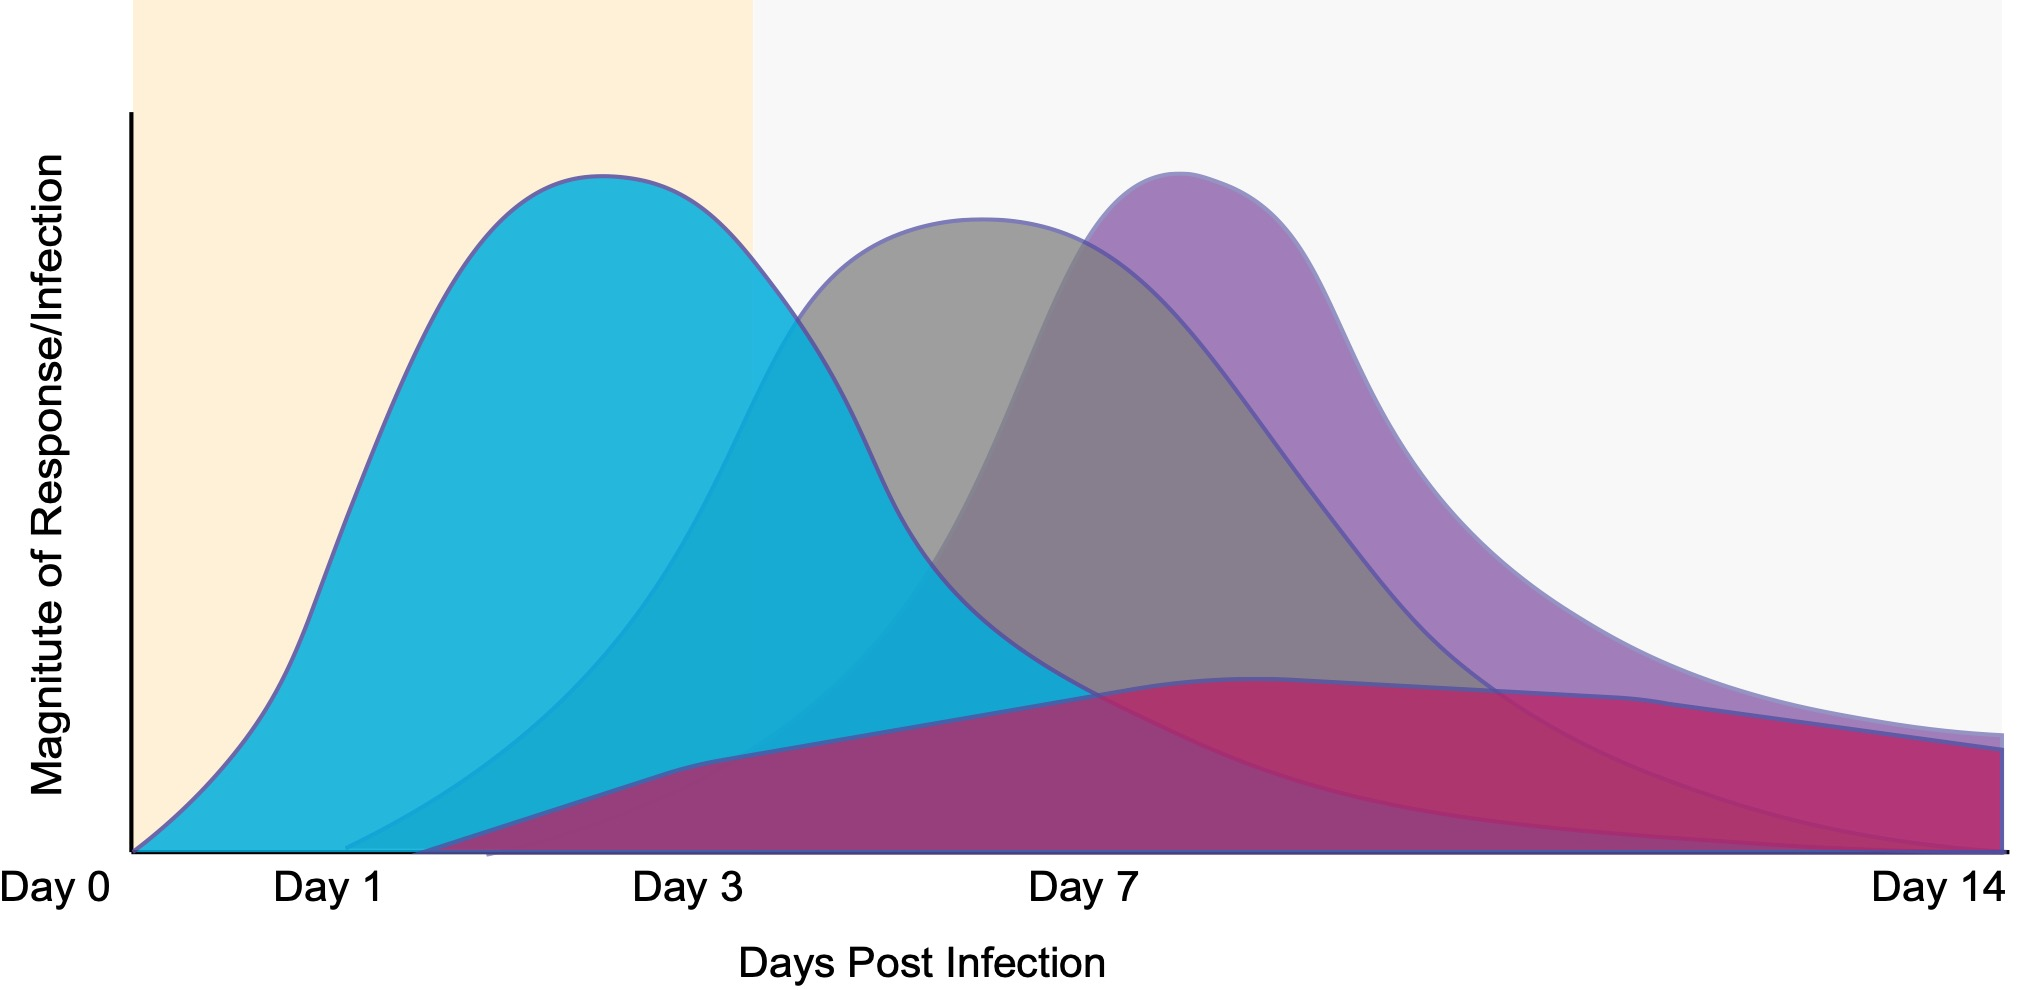 Magnitute of Response/Infection
Day 0
Day 1
Day 3
Day 7
Day 14
Days Post Infection